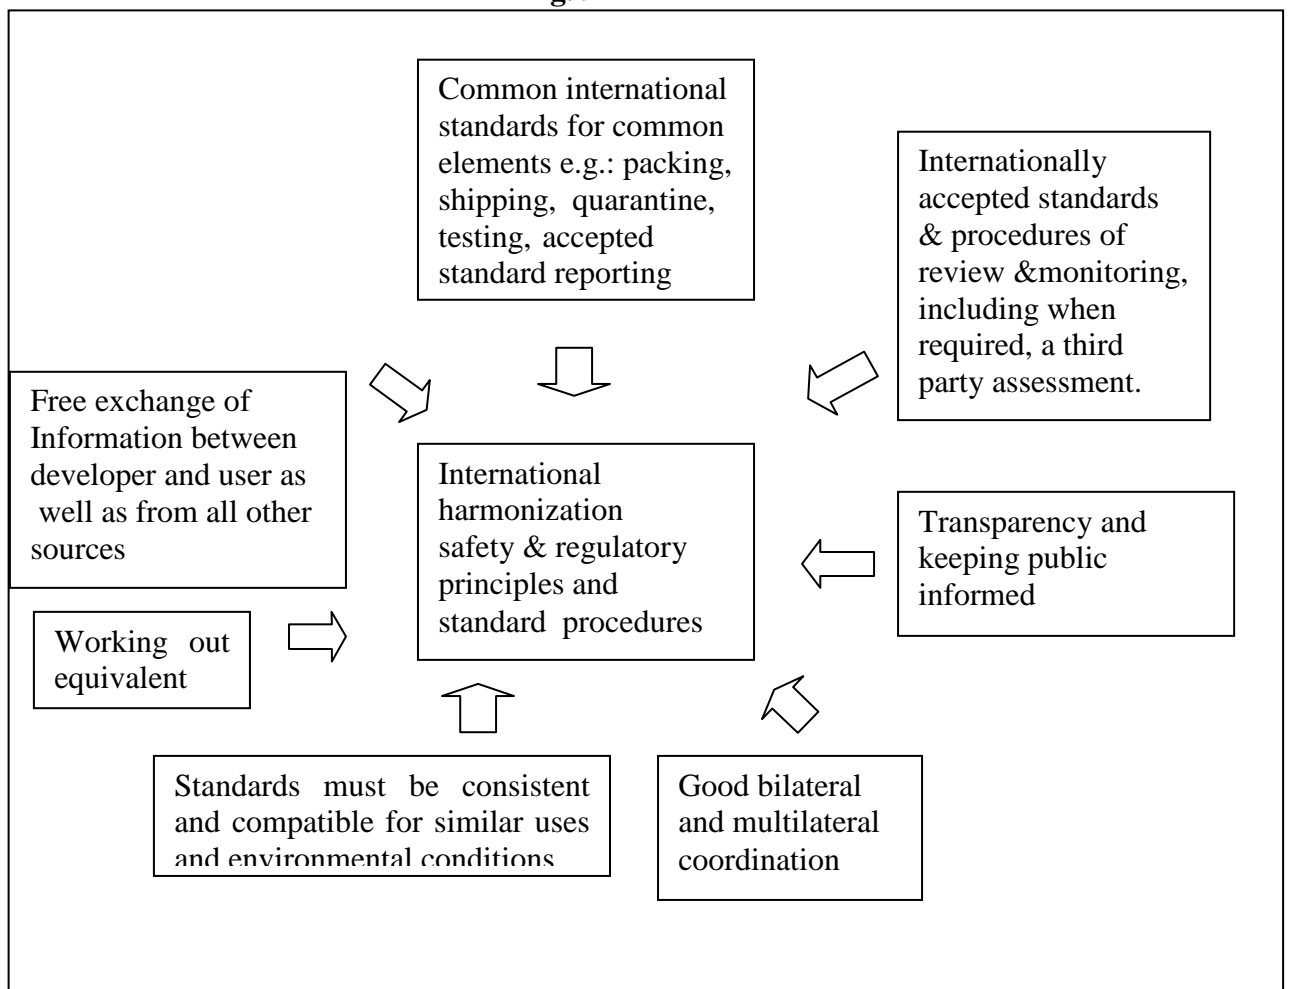 Common international
standards for common
elements e.g.: packing,
shipping, quarantine,
testing, accepted
standard reporting
Internationally
accepted standards
& procedures of
review &monitoring,
including when
required, a third
party assessment.
Free exchange of
Information between
developer and user as
well as from all other
sources
International
harmonization
safety & regulatory
principles and
standard procedures
Transparency and
keeping public
informed
Working out
equivalent
Standards must be consistent
and compatible for similar uses
and environmental conditions
Good bilateral
and multilateral
coordination